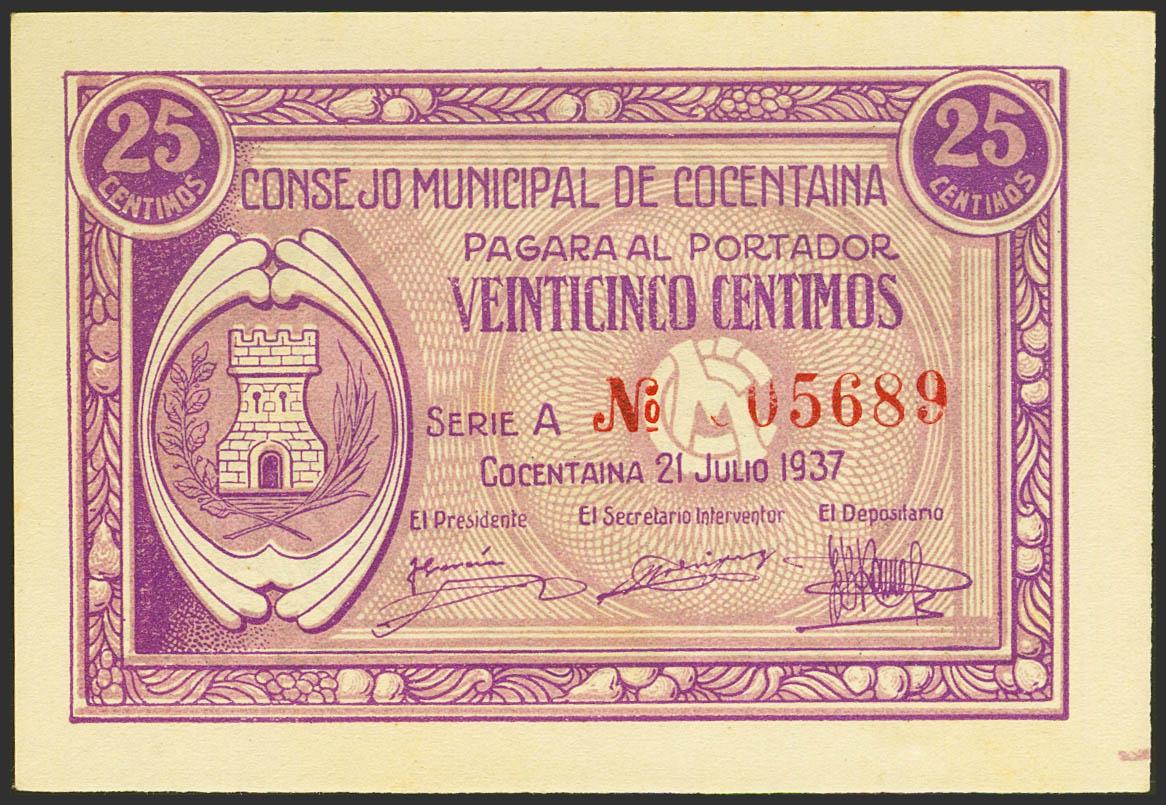 25
CENTIMOS
25
CENTIMOS
CONSEJO MUNICIPAL DE COCENTAINA
PAGARA AL PORTADOR
VEINTICINCO CENTIMOS
SERIE A No 05689
COCENTAINA 21 JULIO 1937
El Presidente El Secretario Interventor El Depositario